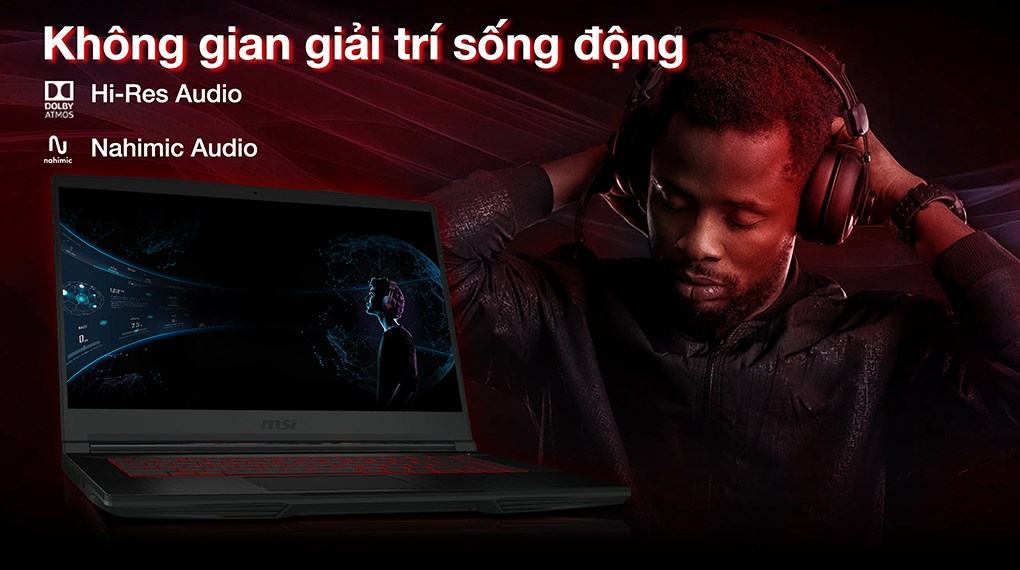 Không gian giải trí sống động
DOLBY
ATMOS
Hi-Res Audio
nahimic
Nahimic Audio
msi